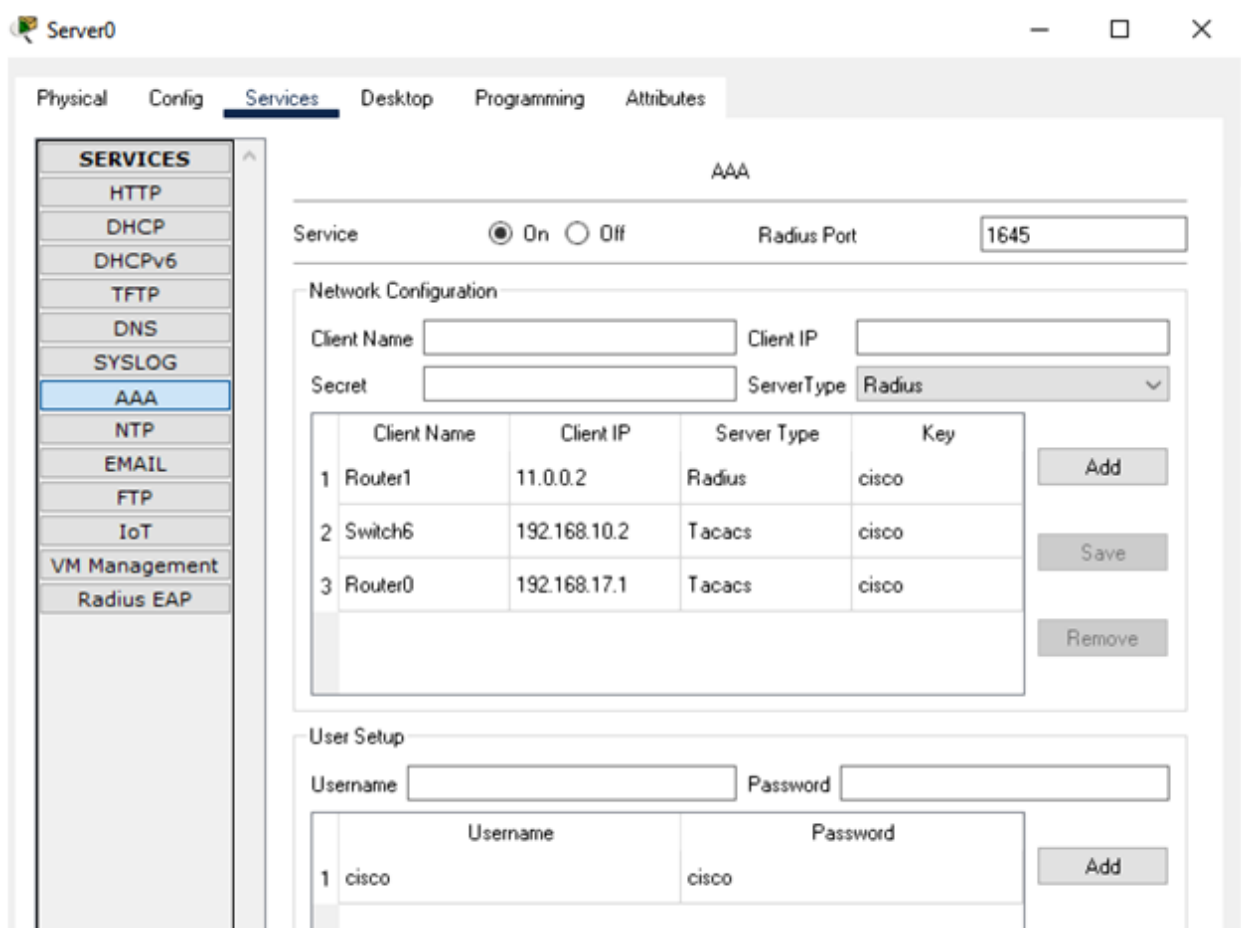 Server0
Physical Config Services Desktop Programming Attributes
SERVICES
HTTP
DHCP
DHCPv6
TFTP
DNS
SYSLOG
AAA
NTP
EMAIL
FTP
IoT
VM Management
Radius EAP
AAA
Service On Off Radius Port 1645
Network Configuration
Client Name Client IP
Secret ServerType Radius
Client Name Client IP Server Type Key
1 Router1 11.0.0.2 Radius cisco
2 Switch6 192.168.10.2 Tacacs cisco
3 Router0 192.168.17.1 Tacacs cisco
Add
Save
Remove
User Setup
Username Password
Username Password
1 cisco cisco
Add